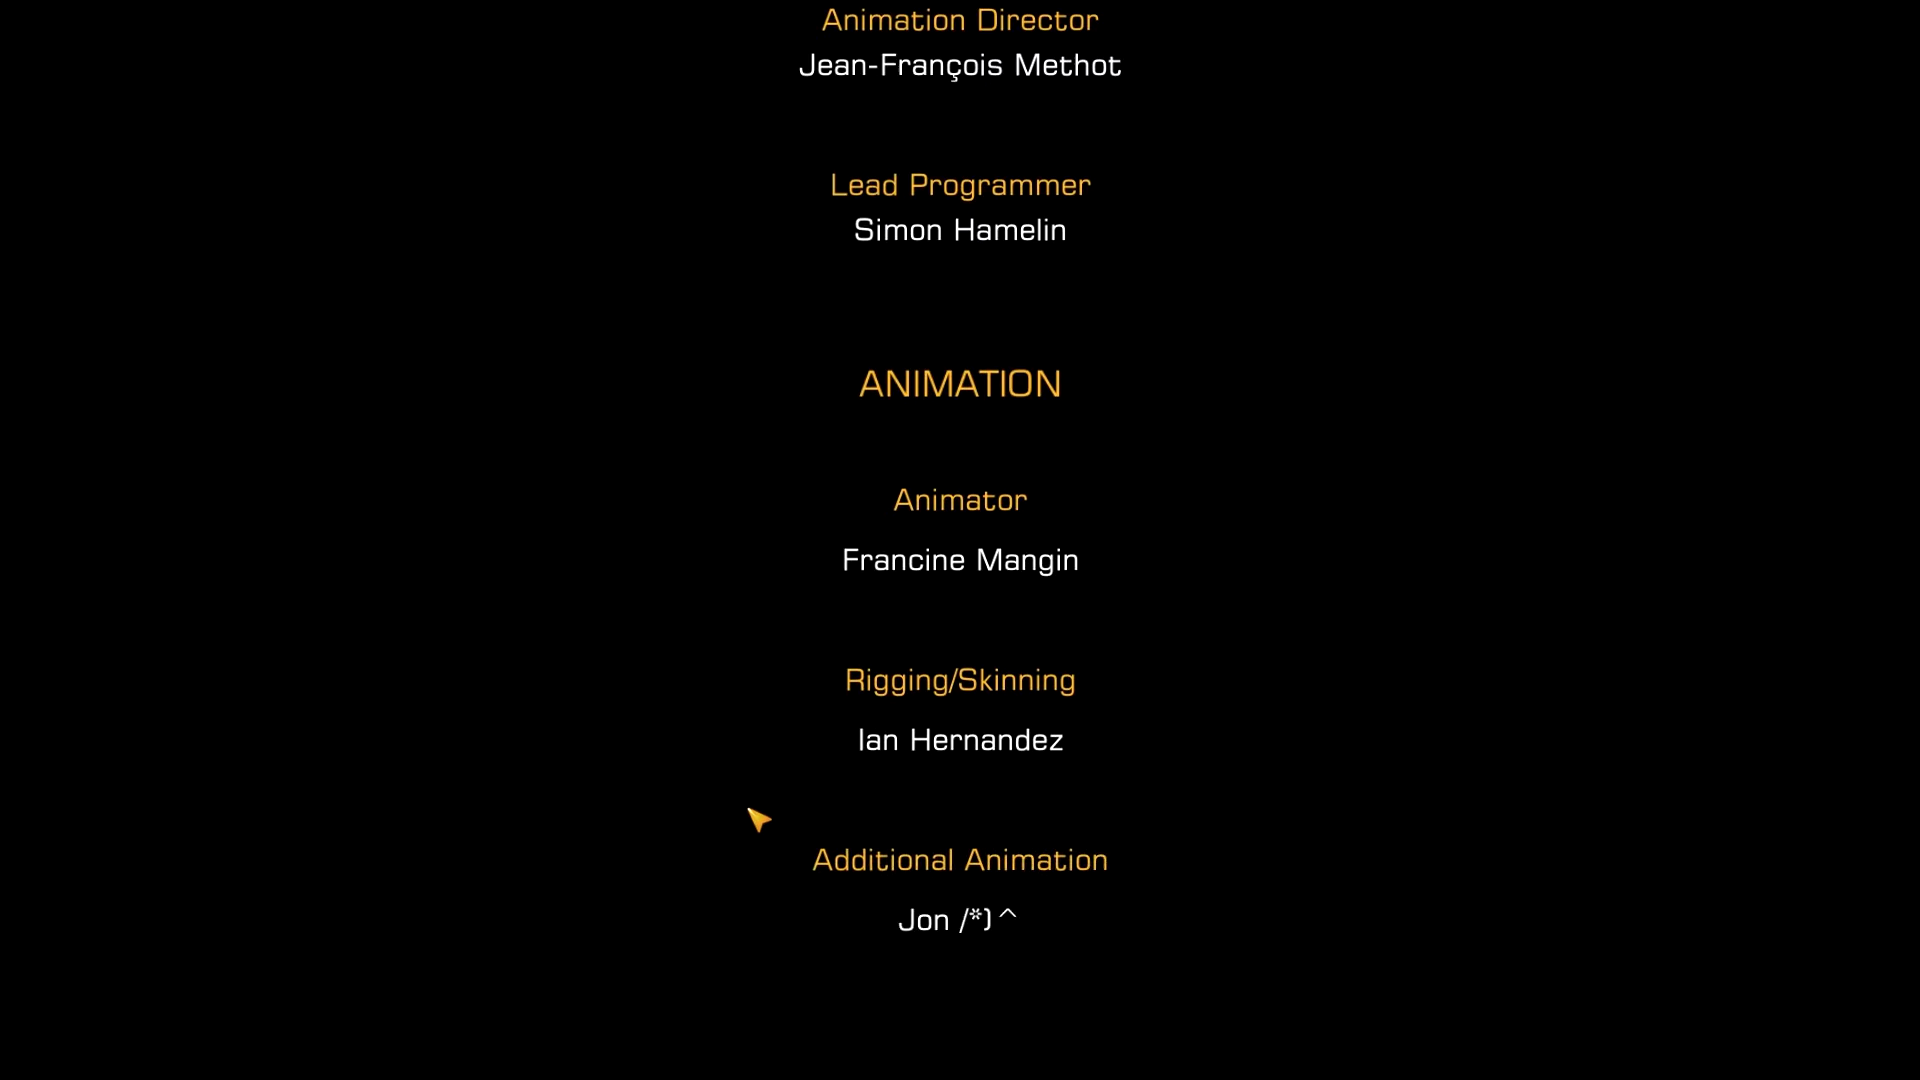 Animation Director
Jean-François Methot
Lead Programmer
Simon Hamelin
ANIMATION
Animator
Francine Mangin
Rigging/Skinning
Ian Hernandez
Additional Animation
Jon /*)^